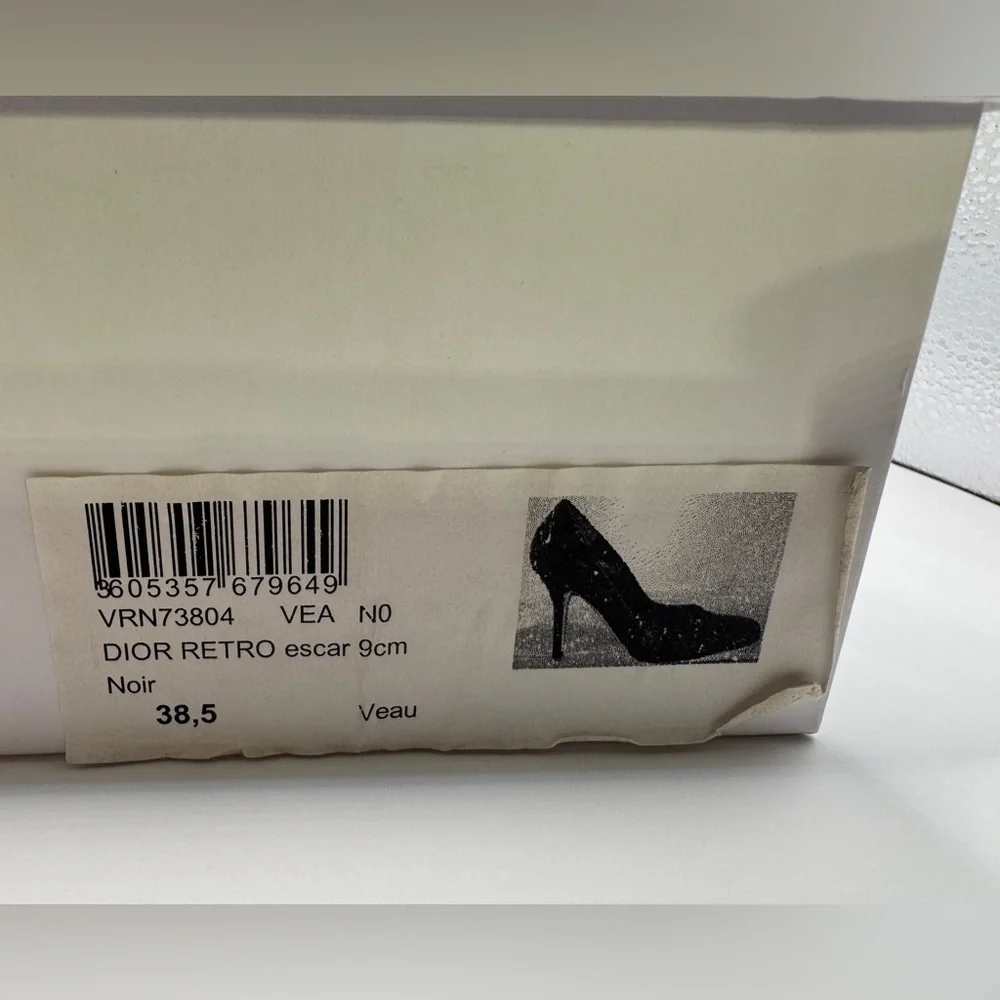 3605357 679649
VRN73804 VEA N0
DIOR RETRO escar 9cm
Noir
38,5 Veau